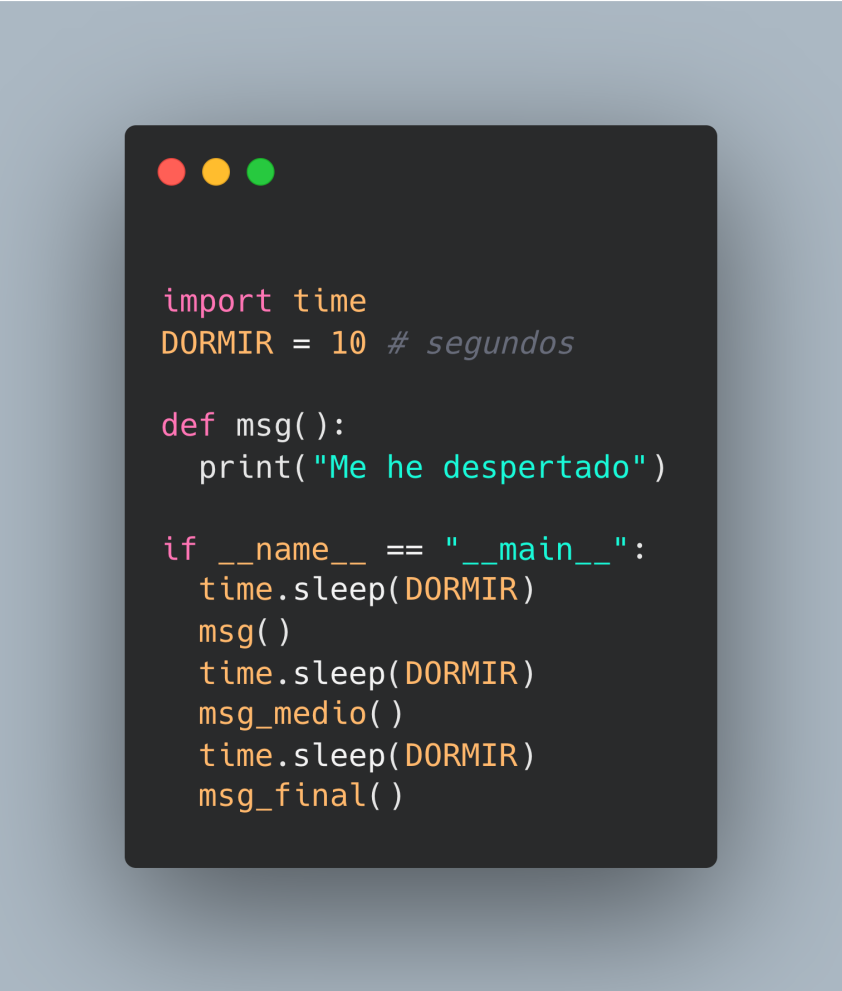 import time
DORMIR = 10 # segundos
def msg():
  print("Me he despertado")
if __name__ == "__main__":
  time.sleep(DORMIR)
  msg()
  time.sleep(DORMIR)
  msg_medio()
  time.sleep(DORMIR)
  msg_final()